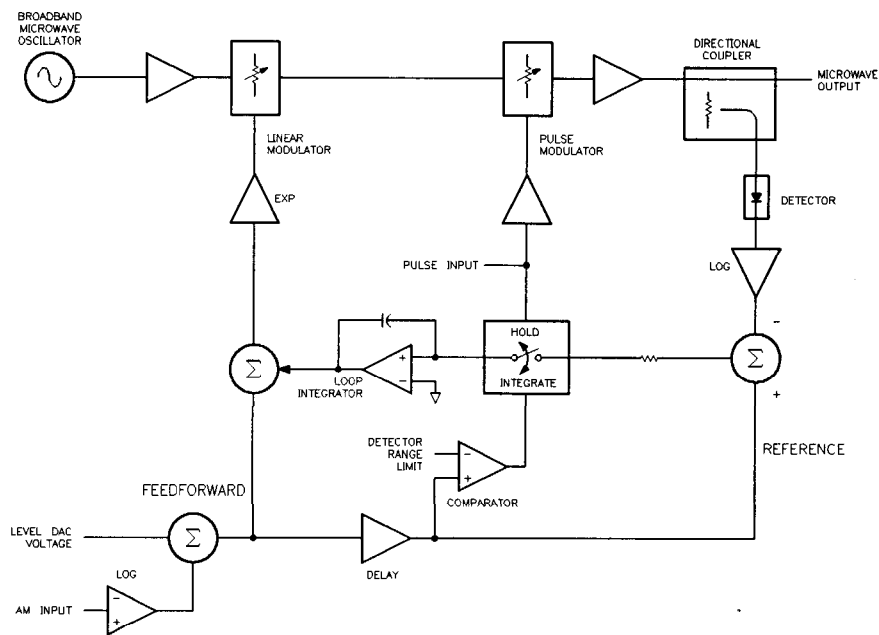 BROADBAND
MICROWAVE
OSCILLATOR
DIRECTIONAL
COUPLER
MICROWAVE
OUTPUT
LINEAR
MODULATOR
PULSE
MODULATOR
EXP
DETECTOR
PULSE INPUT
LOG
-
HOLD
Σ
+
-
LOOP
INTEGRATOR
INTEGRATE
Σ
+
DETECTOR
RANGE
LIMIT
-
+
COMPARATOR
REFERENCE
FEEDFORWARD
LEVEL DAC
VOLTAGE
Σ
DELAY
LOG
AM INPUT
-
+